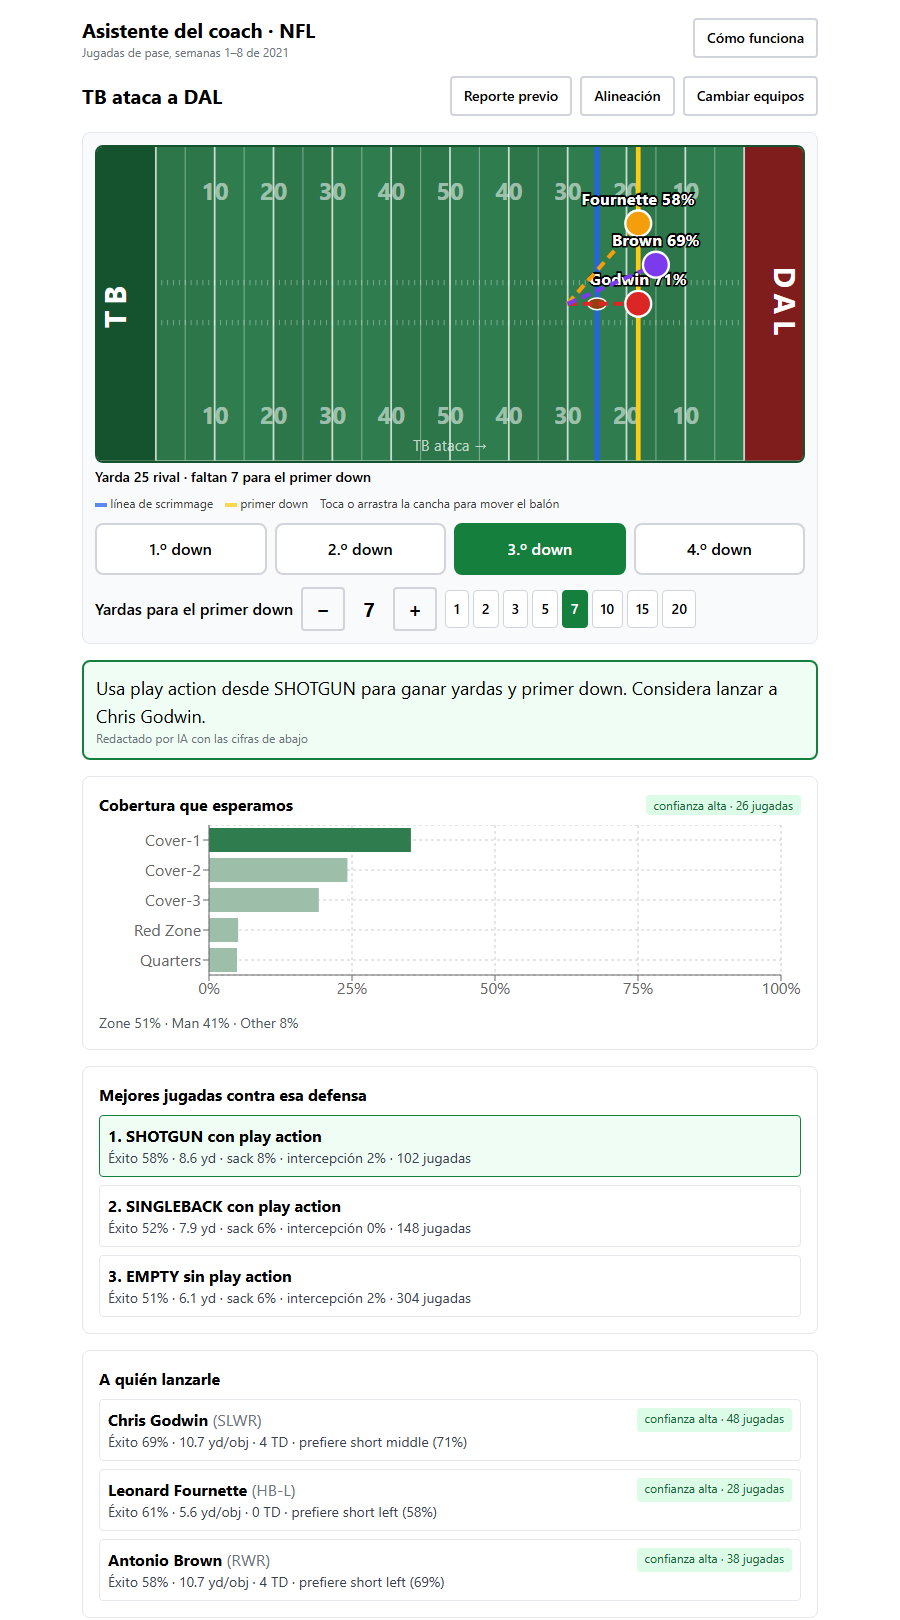 Asistente del coach · NFL
Jugadas de pase, semanas 1–8 de 2021
Cómo funciona
TB ataca a DAL
Reporte previo
Alineación
Cambiar equipos
10 20 30 40 50 40 30 20 10
Fournette 58%
Brown 69%
Godwin 71%
TB
DAL
10 20 30 40 50 40 30 20 10
TB ataca →
Yarda 25 rival · faltan 7 para el primer down
línea de scrimmage
primer down
Toca o arrastra la cancha para mover el balón
1.º down
2.º down
3.º down
4.º down
Yardas para el primer down
− 7 +
1 2 3 5 7 10 15 20
Usa play action desde SHOTGUN para ganar yardas y primer down. Considera lanzar a
Chris Godwin.
Redactado por IA con las cifras de abajo
Cobertura que esperamos
confianza alta · 26 jugadas
Cover-1
Cover-2
Cover-3
Red Zone
Quarters
0% 25% 50% 75% 100%
Zone 51% · Man 41% · Other 8%
Mejores jugadas contra esa defensa
1. SHOTGUN con play action
Éxito 58% · 8.6 yd · sack 8% · intercepción 2% · 102 jugadas
2. SINGLEBACK con play action
Éxito 52% · 7.9 yd · sack 6% · intercepción 0% · 148 jugadas
3. EMPTY sin play action
Éxito 51% · 6.1 yd · sack 6% · intercepción 2% · 304 jugadas
A quién lanzarle
Chris Godwin (SLWR)
confianza alta · 48 jugadas
Éxito 69% · 10.7 yd/obj · 4 TD · prefiere short middle (71%)
Leonard Fournette (HB-L)
confianza alta · 28 jugadas
Éxito 61% · 5.6 yd/obj · 0 TD · prefiere short left (58%)
Antonio Brown (RWR)
confianza alta · 38 jugadas
Éxito 58% · 10.7 yd/obj · 4 TD · prefiere short left (69%)